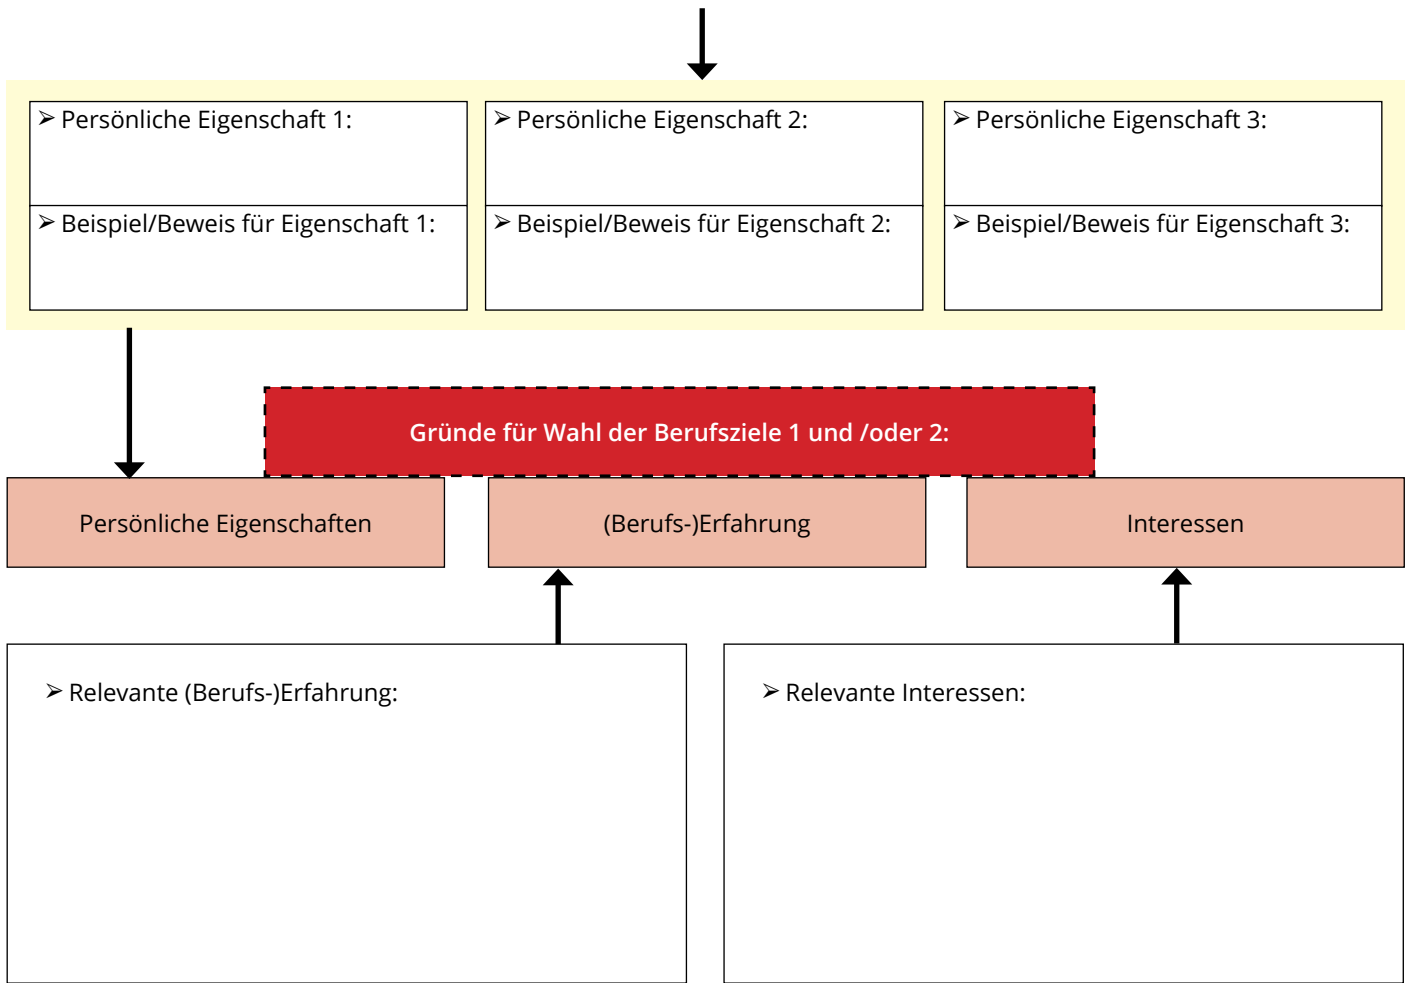 ➢ Persönliche Eigenschaft 1:
➢ Persönliche Eigenschaft 2:
➢ Persönliche Eigenschaft 3:
➢ Beispiel/Beweis für Eigenschaft 1:
➢ Beispiel/Beweis für Eigenschaft 2:
➢ Beispiel/Beweis für Eigenschaft 3:
Gründe für Wahl der Berufsziele 1 und /oder 2:
Persönliche Eigenschaften
(Berufs-)Erfahrung
Interessen
➢ Relevante (Berufs-)Erfahrung:
➢ Relevante Interessen: